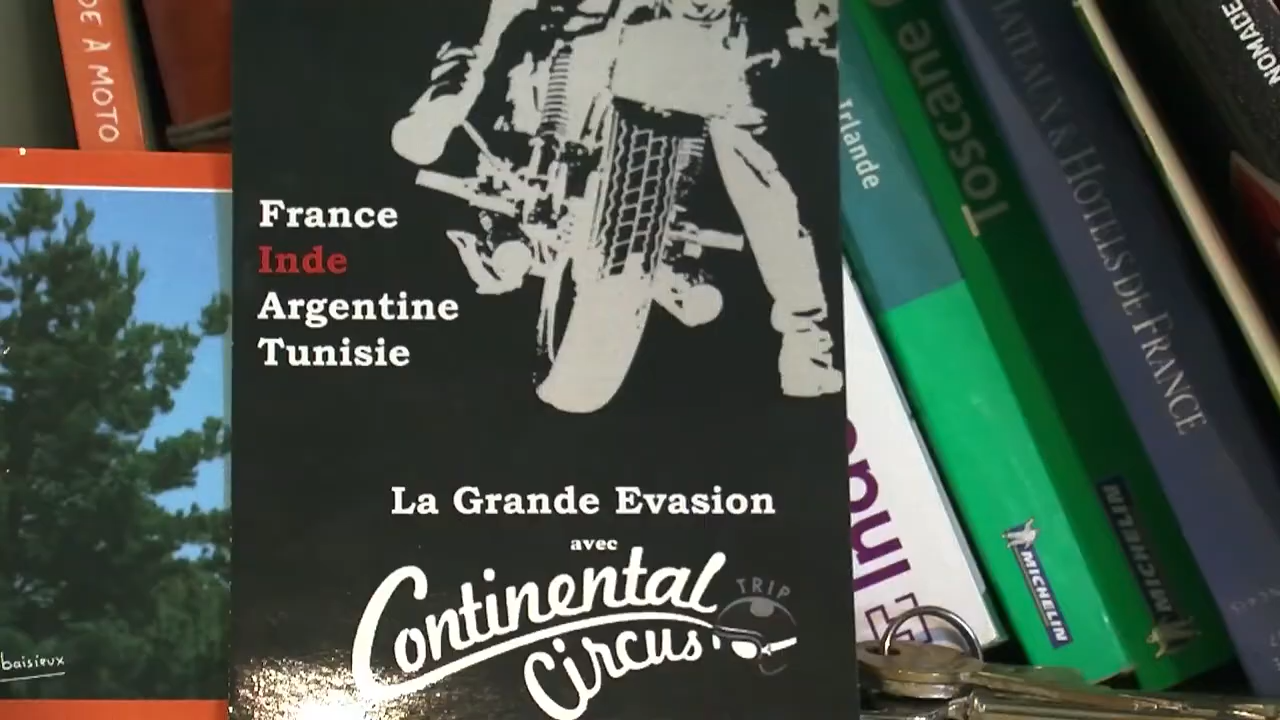 DE A MOTO
France
Inde
Argentine
Tunisie
La Grande Evasion
avec
Continental
Circus
TRIP
baisieux
Irlande
Toscane
MICHELIN
MICHELIN
& HOTELS DE FRANCE
NOMADE